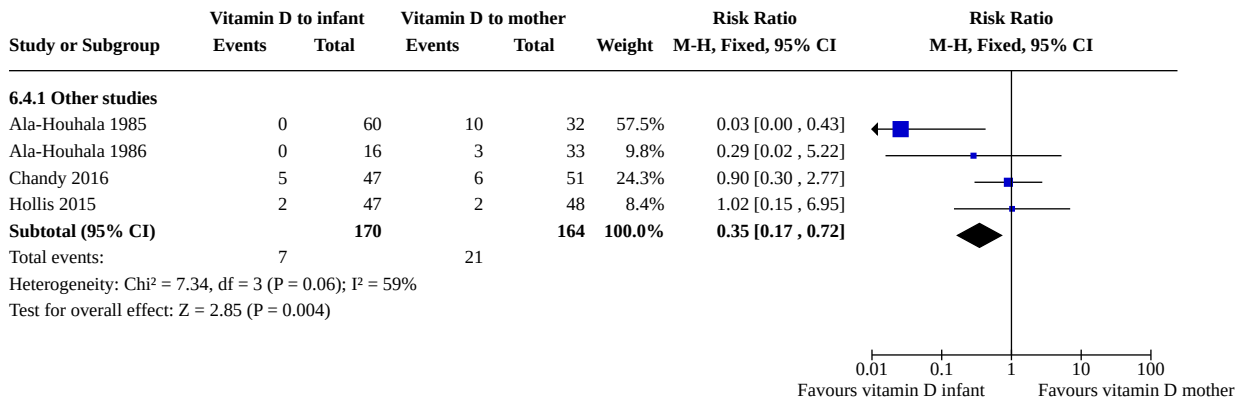 Vitamin D to infant Vitamin D to mother Risk Ratio Risk Ratio
Study or Subgroup Events Total Events Total Weight M-H, Fixed, 95% CI M-H, Fixed, 95% CI
6.4.1 Other studies
Ala-Houhala 1985 0 60 10 32 57.5% 0.03 [0.00 , 0.43]
Ala-Houhala 1986 0 16 3 33 9.8% 0.29 [0.02 , 5.22]
Chandy 2016 5 47 6 51 24.3% 0.90 [0.30 , 2.77]
Hollis 2015 2 47 2 48 8.4% 1.02 [0.15 , 6.95]
Subtotal (95% CI) 170 164 100.0% 0.35 [0.17 , 0.72]
Total events: 7 21
Heterogeneity: Chi² = 7.34, df = 3 (P = 0.06); I² = 59%
Test for overall effect: Z = 2.85 (P = 0.004)
0.01 0.1 1 10 100
Favours vitamin D infant Favours vitamin D mother